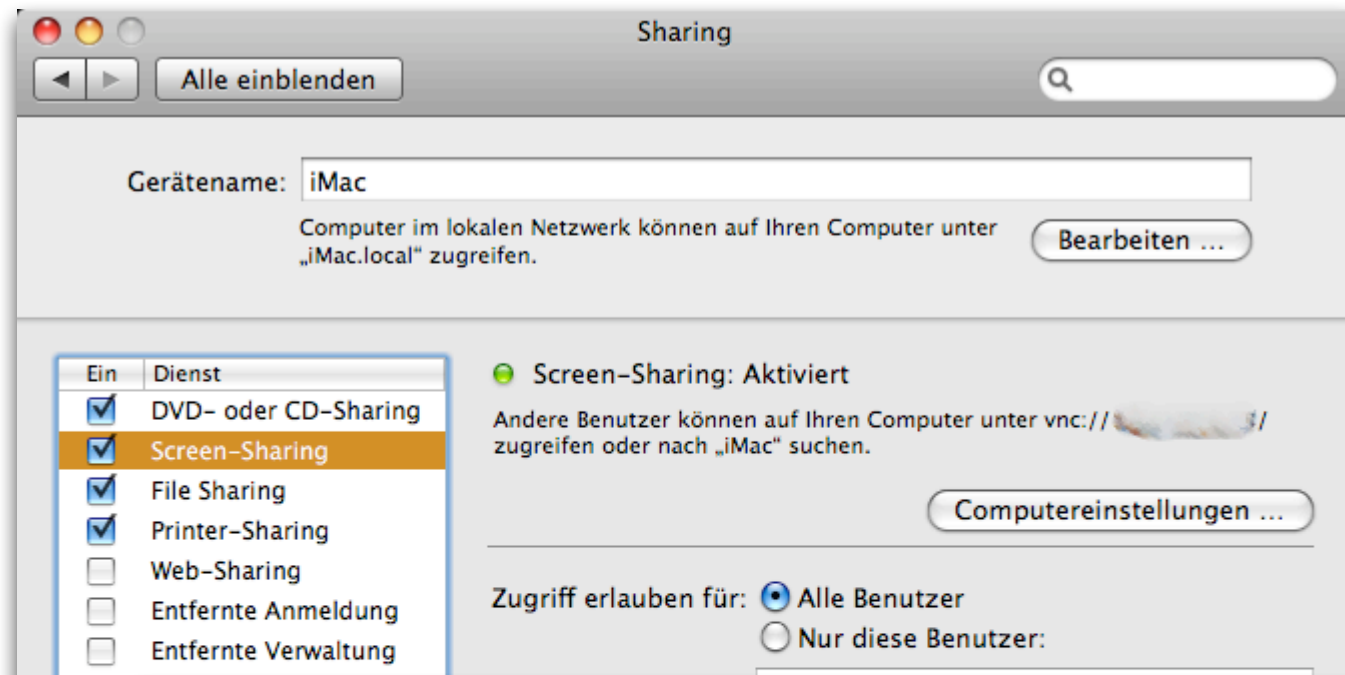 Sharing
Alle einblenden
Gerätename: iMac
Computer im lokalen Netzwerk können auf Ihren Computer unter
„iMac.local“ zugreifen.
Bearbeiten ...
Ein Dienst
DVD- oder CD-Sharing
Screen-Sharing
File Sharing
Printer-Sharing
Web-Sharing
Entfernte Anmeldung
Entfernte Verwaltung
Screen-Sharing: Aktiviert
Andere Benutzer können auf Ihren Computer unter vnc:// /
zugreifen oder nach „iMac“ suchen.
Computereinstellungen ...
Zugriff erlauben für: Alle Benutzer
Nur diese Benutzer: